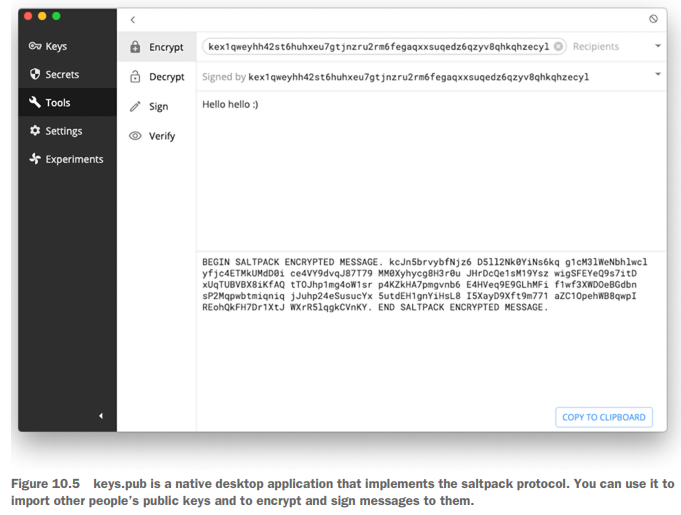 Keys
Secrets
Tools
Settings
Experiments
Encrypt
Decrypt
Sign
Verify
kex1qweyhh42st6huhxeu7gtjnzru2rm6fegaqxxsuqedz6qzyv8qhkqhzecyl Recipients
Signed by kex1qweyhh42st6huhxeu7gtjnzru2rm6fegaqxxsuqedz6qzyv8qhkqhzecyl
Hello hello :)
BEGIN SALTPACK ENCRYPTED MESSAGE. kcJn5brvybfNjz6 D5ll2Nk0YiNs6kq g1cM3lWeNbhlwcl
yfjc4ETMkUMdD0i ce4VY9dvqJ87T79 MM0Xyhycg8H3r0u JHrDcQe1sM19Ysz wigSFEYeQ9s7itD
xUqTUBVBX8iKfAQ tTOJhp1mg4oW1sr p4KZkHA7pmgvnb6 E4HVeq9E9GLhMFi f1wf3XWDOeBGdbn
sP2Mqpwbtmiqniq jJuhp24eSusucYx 5utdEH1gnYiHsL8 I5XayD9Xft9m771 aZC1OpehWB8qwpI
REohQkFH7Dr1XtJ WXrR5lqgkCVnKY. END SALTPACK ENCRYPTED MESSAGE.
COPY TO CLIPBOARD
Figure 10.5 keys.pub is a native desktop application that implements the saltpack protocol. You can use it to
import other people's public keys and to encrypt and sign messages to them.